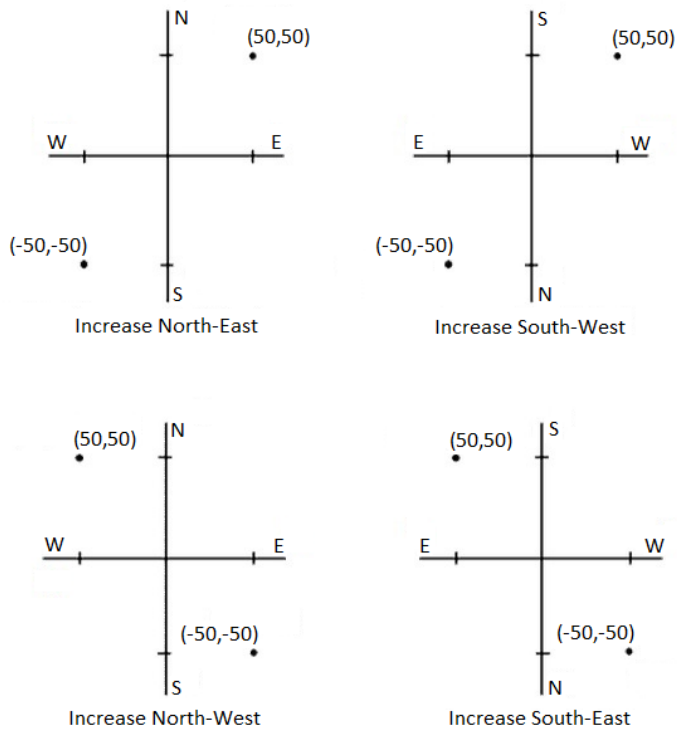 N
(50,50)
W
E
(-50,-50)
S
Increase North-East
S
(50,50)
E
W
(-50,-50)
N
Increase South-West
N
(50,50)
W
E
(-50,-50)
S
Increase North-West
S
(50,50)
E
W
(-50,-50)
N
Increase South-East